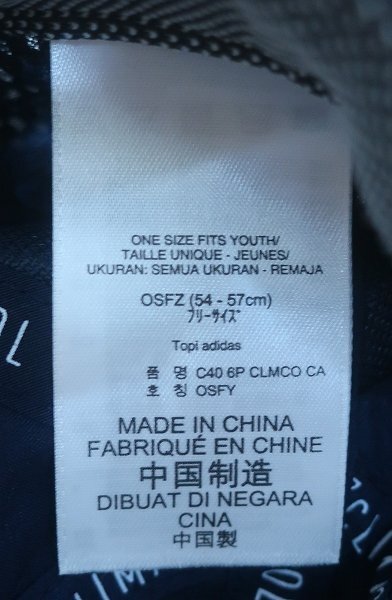 ONE SIZE FITS YOUTH/
TAILLE UNIQUE - JEUNES/
UKURAN: SEMUA UKURAN - REMAJA
OSFZ (54 - 57cm)
ﾌﾘｰｻｲｽﾞ
Topi adidas
품 명 C40 6P CLMCO CA
호 칭 OSFY
MADE IN CHINA
FABRIQUÉ EN CHINE
中国制造
DIBUAT DI NEGARA
CINA
中国製